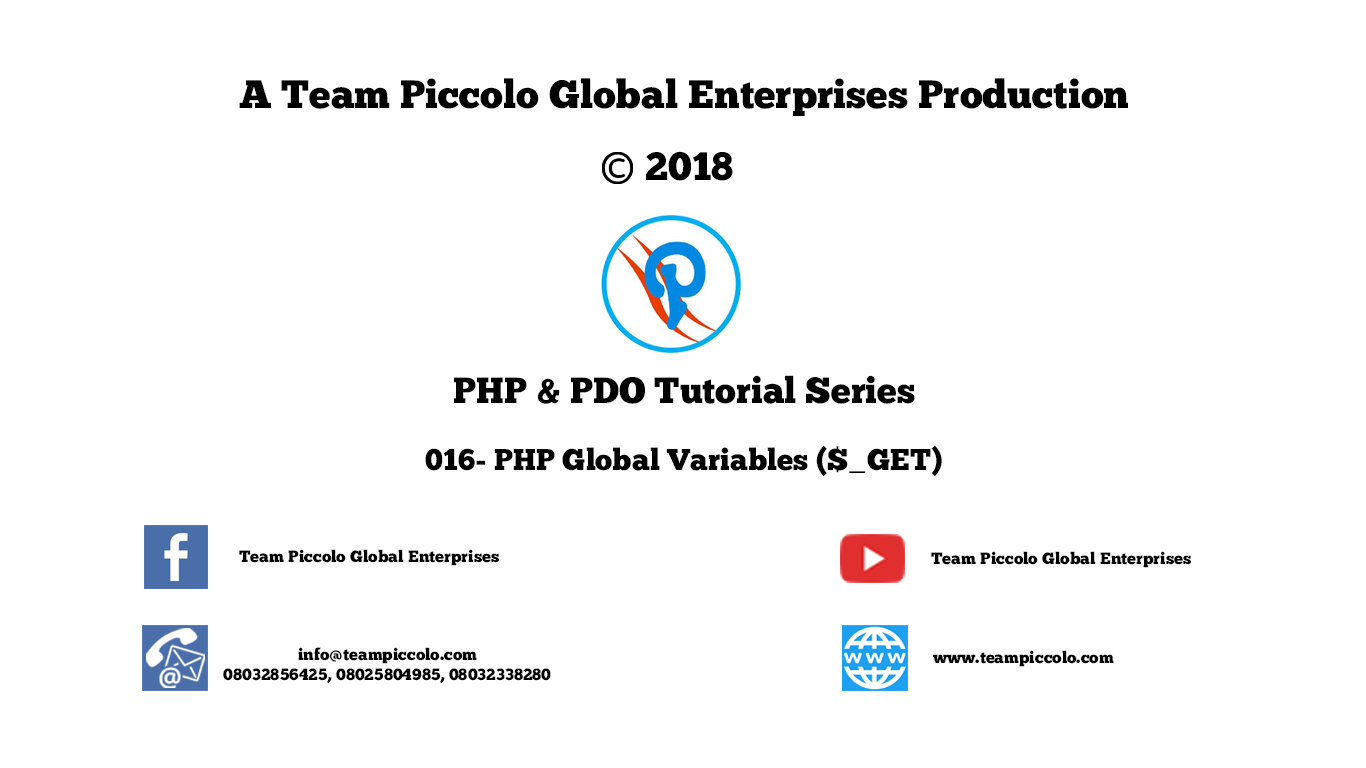 A Team Piccolo Global Enterprises Production
© 2018
P
PHP & PDO Tutorial Series
016- PHP Global Variables ($_GET)
f
Team Piccolo Global Enterprises
Team Piccolo Global Enterprises
@
info@teampiccolo.com
08032856425, 08025804985, 08032338280
WWW
www.teampiccolo.com